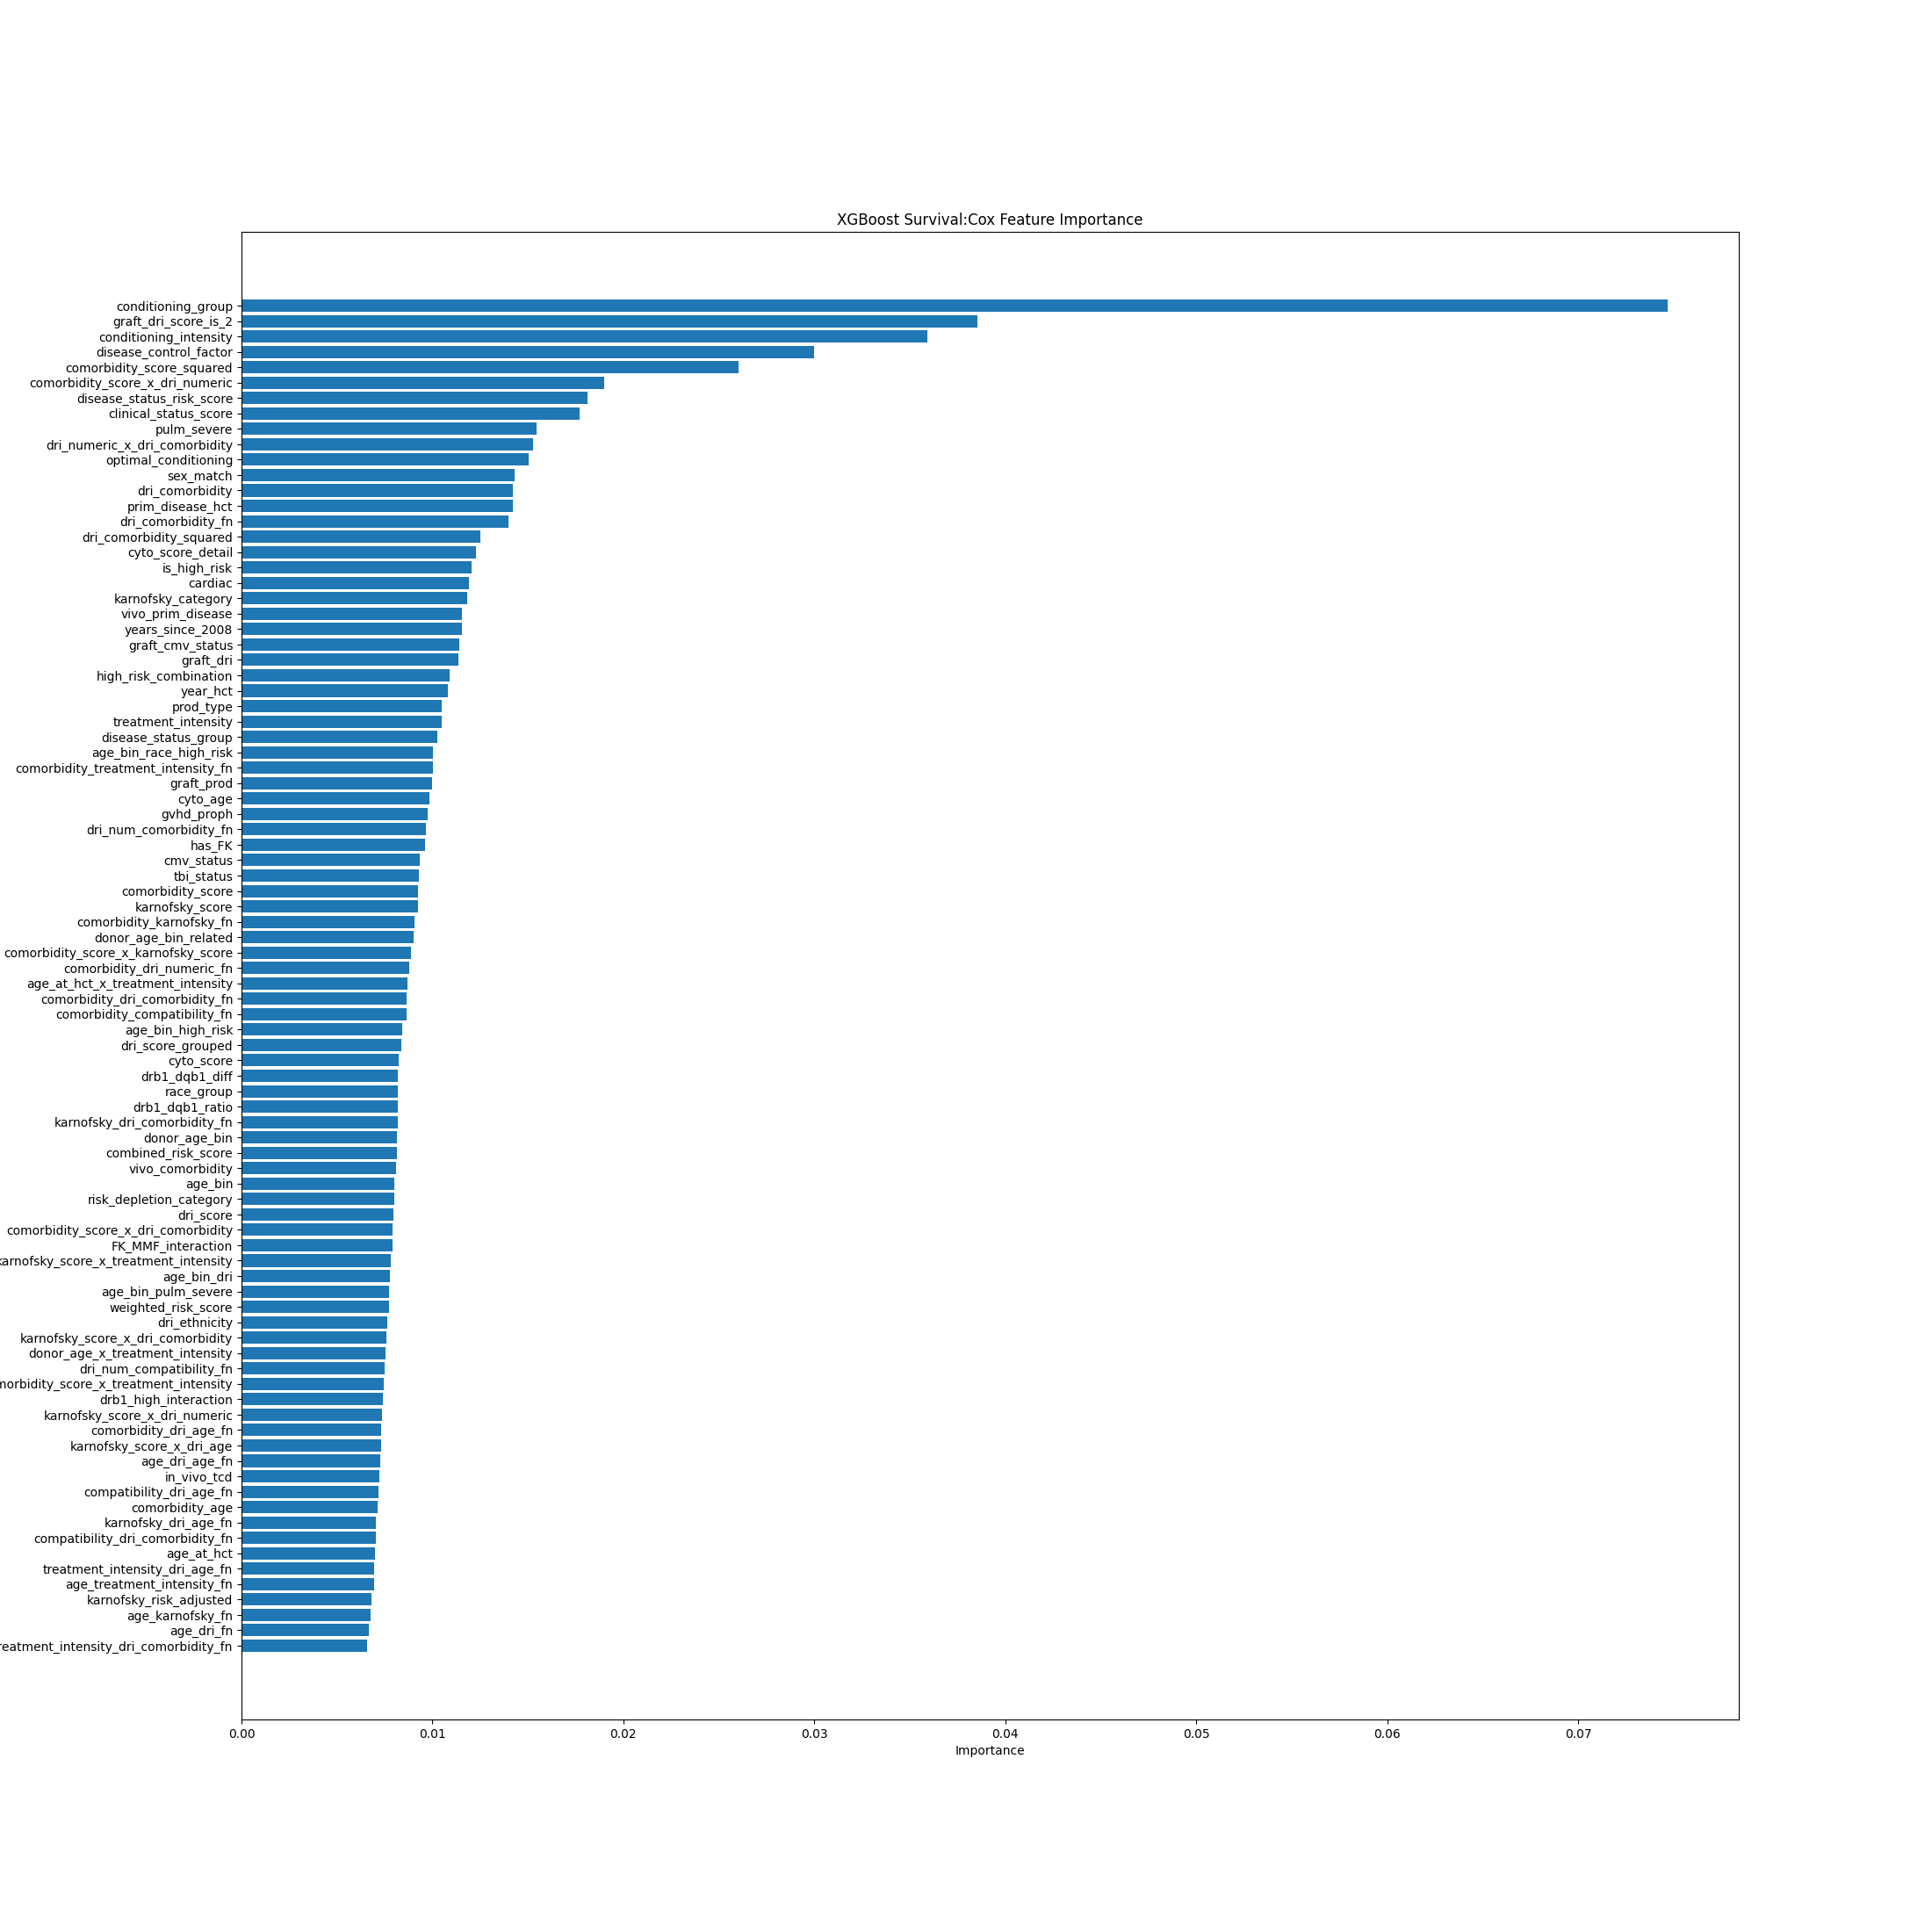 XGBoost Survival:Cox Feature Importance
conditioning_group
graft_dri_score_is_2
conditioning_intensity
disease_control_factor
comorbidity_score_squared
comorbidity_score_x_dri_numeric
disease_status_risk_score
clinical_status_score
pulm_severe
dri_numeric_x_dri_comorbidity
optimal_conditioning
sex_match
dri_comorbidity
prim_disease_hct
dri_comorbidity_fn
dri_comorbidity_squared
cyto_score_detail
is_high_risk
cardiac
karnofsky_category
vivo_prim_disease
years_since_2008
graft_cmv_status
graft_dri
high_risk_combination
year_hct
prod_type
treatment_intensity
disease_status_group
age_bin_race_high_risk
comorbidity_treatment_intensity_fn
graft_prod
cyto_age
gvhd_proph
dri_num_comorbidity_fn
has_FK
cmv_status
tbi_status
comorbidity_score
karnofsky_score
comorbidity_karnofsky_fn
donor_age_bin_related
comorbidity_score_x_karnofsky_score
comorbidity_dri_numeric_fn
age_at_hct_x_treatment_intensity
comorbidity_dri_comorbidity_fn
comorbidity_compatibility_fn
age_bin_high_risk
dri_score_grouped
cyto_score
drb1_dqb1_diff
race_group
drb1_dqb1_ratio
karnofsky_dri_comorbidity_fn
donor_age_bin
combined_risk_score
vivo_comorbidity
age_bin
risk_depletion_category
dri_score
comorbidity_score_x_dri_comorbidity
FK_MMF_interaction
karnofsky_score_x_treatment_intensity
age_bin_dri
age_bin_pulm_severe
weighted_risk_score
dri_ethnicity
karnofsky_score_x_dri_comorbidity
donor_age_x_treatment_intensity
dri_num_compatibility_fn
morbidity_score_x_treatment_intensity
drb1_high_interaction
karnofsky_score_x_dri_numeric
comorbidity_dri_age_fn
karnofsky_score_x_dri_age
age_dri_age_fn
in_vivo_tcd
compatibility_dri_age_fn
comorbidity_age
karnofsky_dri_age_fn
compatibility_dri_comorbidity_fn
age_at_hct
treatment_intensity_dri_age_fn
age_treatment_intensity_fn
karnofsky_risk_adjusted
age_karnofsky_fn
age_dri_fn
reatment_intensity_dri_comorbidity_fn
0.00 0.01 0.02 0.03 0.04 0.05 0.06 0.07
Importance